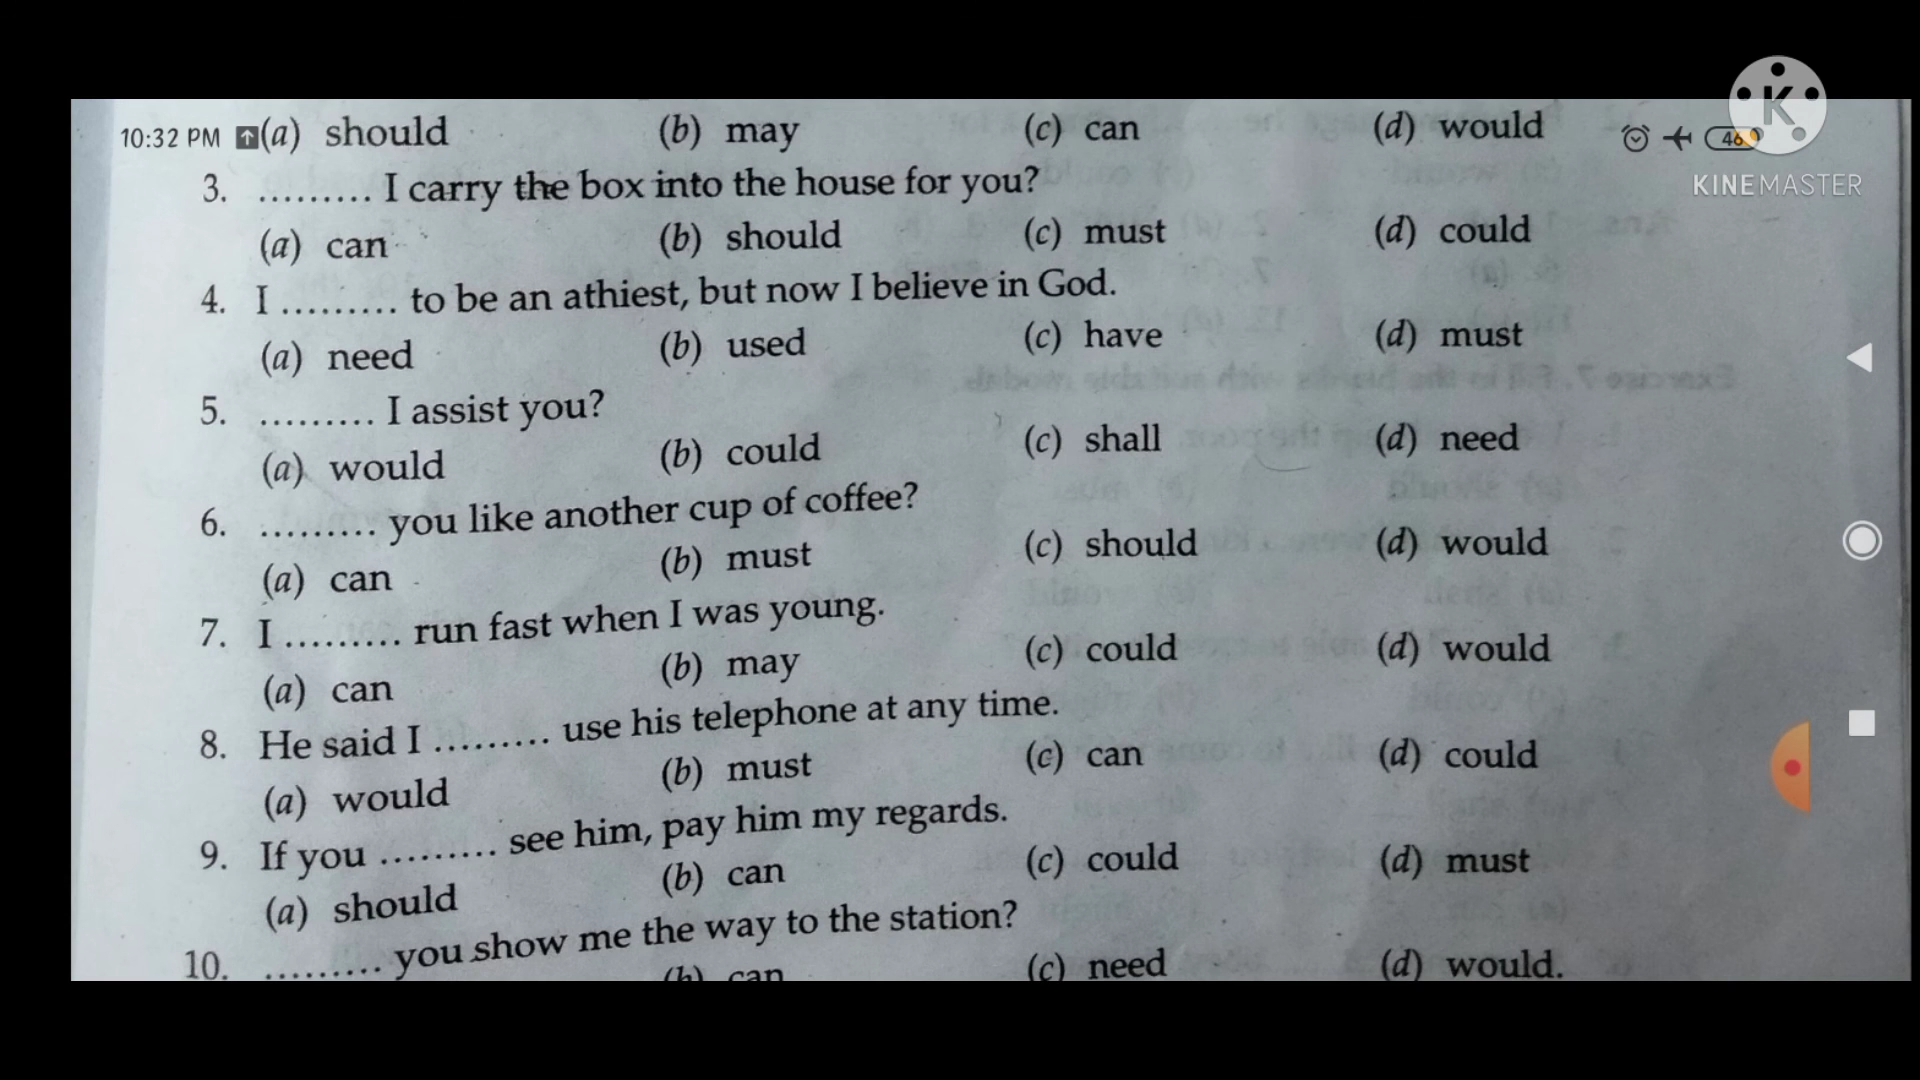 10:32 PM (a) should (b) may (c) can (d) would 46
K
KINEMASTER
3. ......... I carry the box into the house for you?
(a) can (b) should (c) must (d) could
4. I ......... to be an athiest, but now I believe in God.
(a) need (b) used (c) have (d) must
5. ......... I assist you?
(a) would (b) could (c) shall (d) need
6. ......... you like another cup of coffee?
(a) can (b) must (c) should (d) would
7. I ......... run fast when I was young.
(a) can (b) may (c) could (d) would
8. He said I ......... use his telephone at any time.
(a) would (b) must (c) can (d) could
9. If you ......... see him, pay him my regards.
(a) should (b) can (c) could (d) must
10. ......... you show me the way to the station?
(b) can (c) need (d) would.